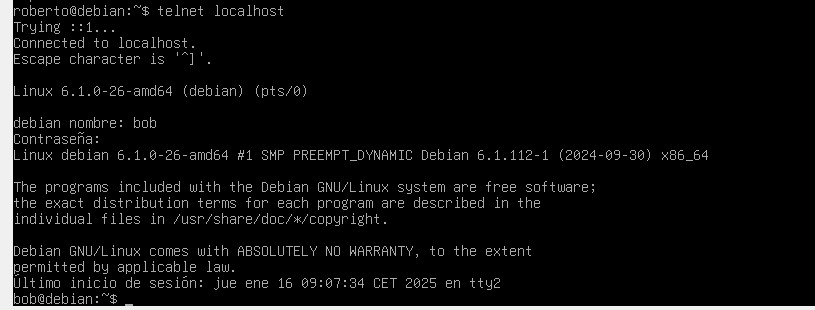 roberto@debian:~$ telnet localhost
Trying ::1...
Connected to localhost.
Escape character is '^]'.
Linux 6.1.0-26-amd64 (debian) (pts/0)
debian nombre: bob
Contraseña:
Linux debian 6.1.0-26-amd64 #1 SMP PREEMPT_DYNAMIC Debian 6.1.112-1 (2024-09-30) x86_64
The programs included with the Debian GNU/Linux system are free software;
the exact distribution terms for each program are described in the
individual files in /usr/share/doc/*/copyright.
Debian GNU/Linux comes with ABSOLUTELY NO WARRANTY, to the extent
permitted by applicable law.
Último inicio de sesión: jue ene 16 09:07:34 CET 2025 en tty2
bob@debian:~$ _